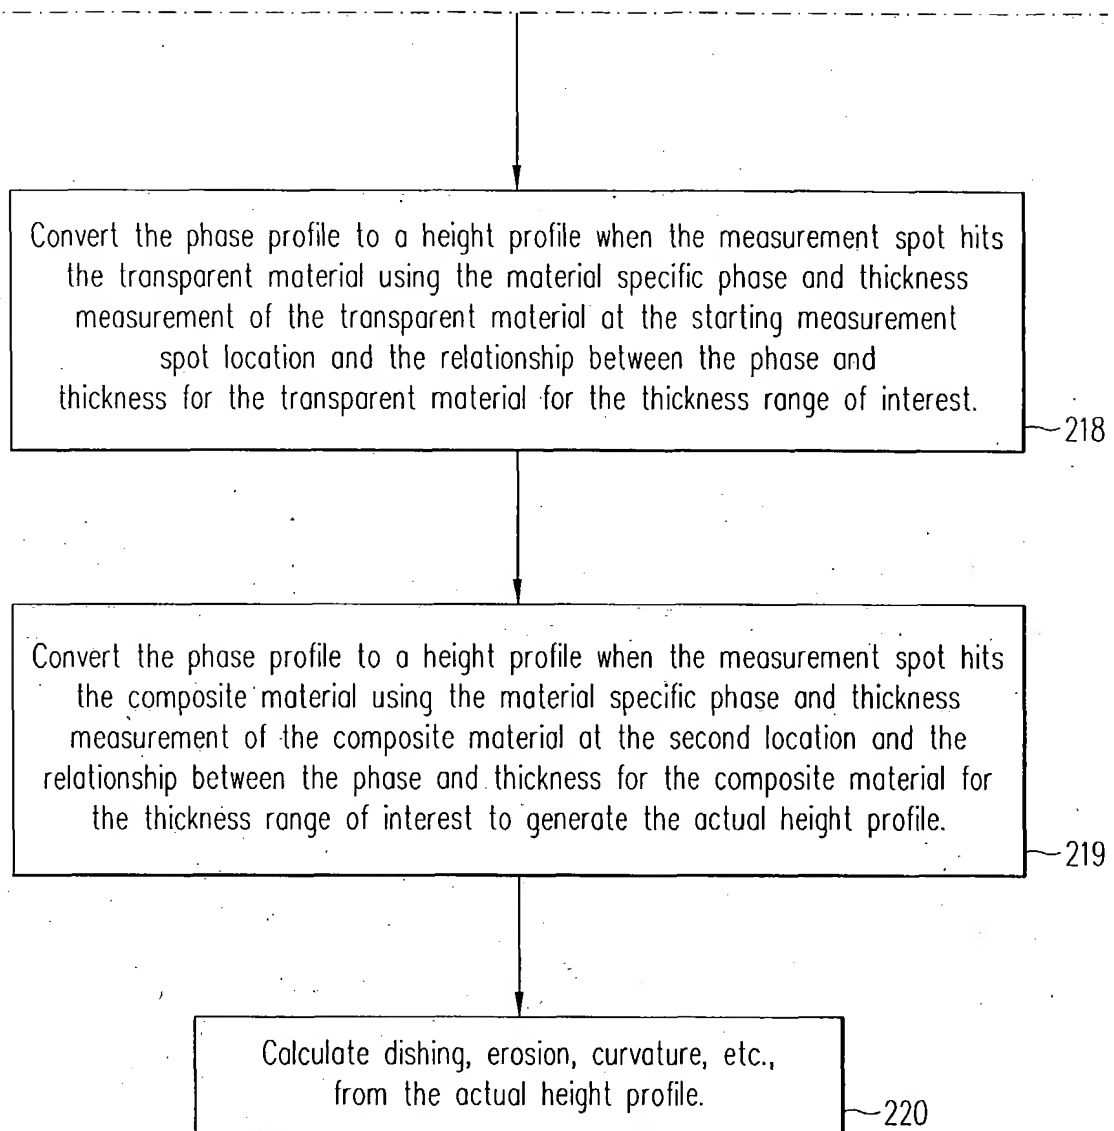 Convert the phase profile to a height profile when the measurement spot hits
the transparent material using the material specific phase and thickness
measurement of the transparent material at the starting measurement
spot location and the relationship between the phase and
thickness for the transparent material for the thickness range of interest.
218
Convert the phase profile to a height profile when the measurement spot hits
the composite material using the material specific phase and thickness
measurement of the composite material at the second location and the
relationship between the phase and thickness for the composite material for
the thickness range of interest to generate the actual height profile.
219
Calculate dishing, erosion, curvature, etc.,
from the actual height profile.
220